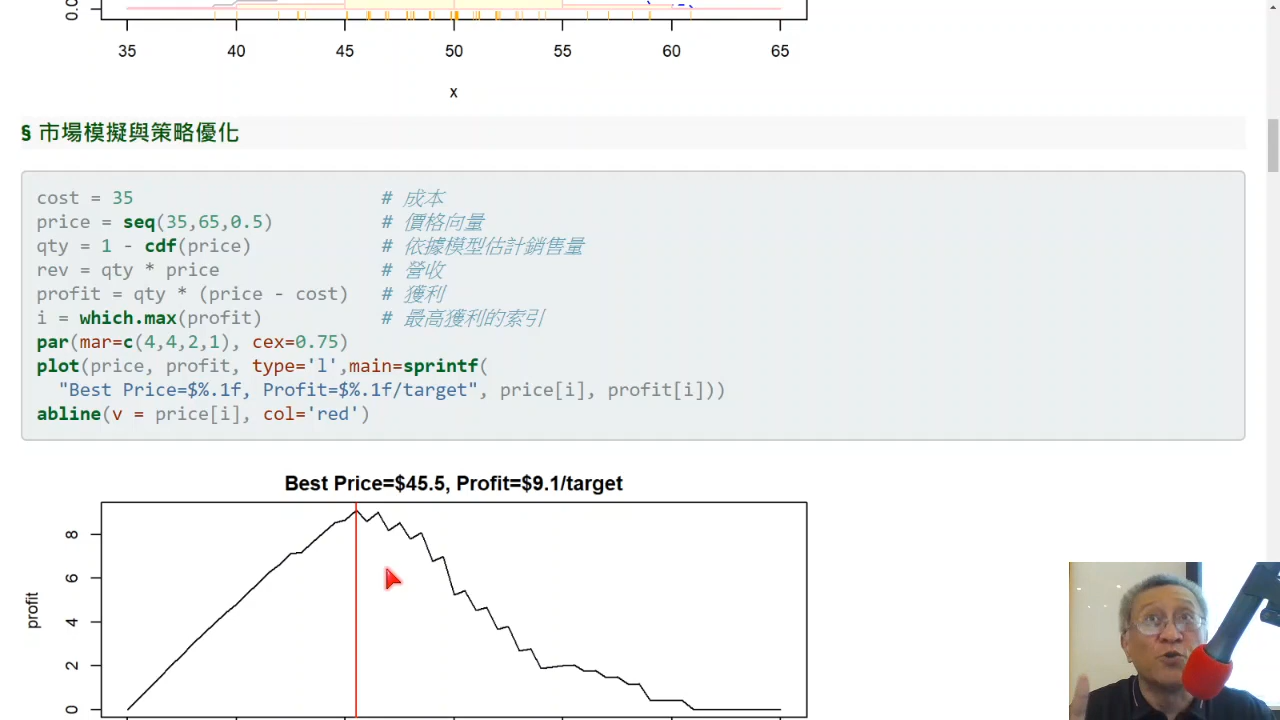 0.0
35 40 45 50 55 60 65
x
§ 市場模擬與策略優化
cost = 35 # 成本
price = seq(35,65,0.5) # 價格向量
qty = 1 - cdf(price) # 依據模型估計銷售量
rev = qty * price # 營收
profit = qty * (price - cost) # 獲利
i = which.max(profit) # 最高獲利的索引
par(mar=c(4,4,2,1), cex=0.75)
plot(price, profit, type='l',main=sprintf(
"Best Price=$%.1f, Profit=$%.1f/target", price[i], profit[i]))
abline(v = price[i], col='red')
Best Price=$45.5, Profit=$9.1/target
8
6
profit
4
2
0